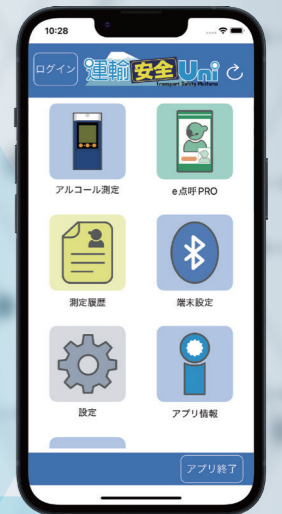 10:28
ログイン
運輸安全Uni
Transport Safety Platform
アルコール測定
e点呼PRO
測定履歴
端末設定
設定
アプリ情報
アプリ終了